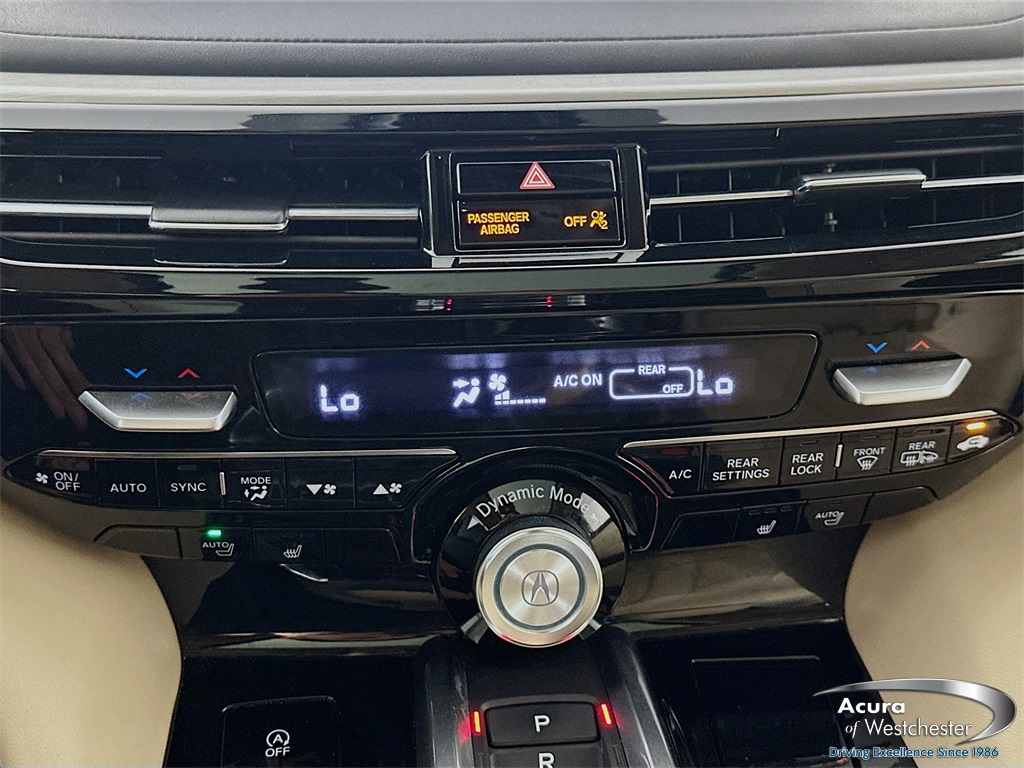 PASSENGER
AIRBAG
OFF 2
Lo
A/C ON
REAR
OFF
Lo
ON/
OFF
AUTO
SYNC
MODE
A/C
REAR
SETTINGS
REAR
LOCK
FRONT
REAR
Dynamic Mode
AUTO
AUTO
A
OFF
P
R
Acura
of Westchester
Driving Excellence Since 1986